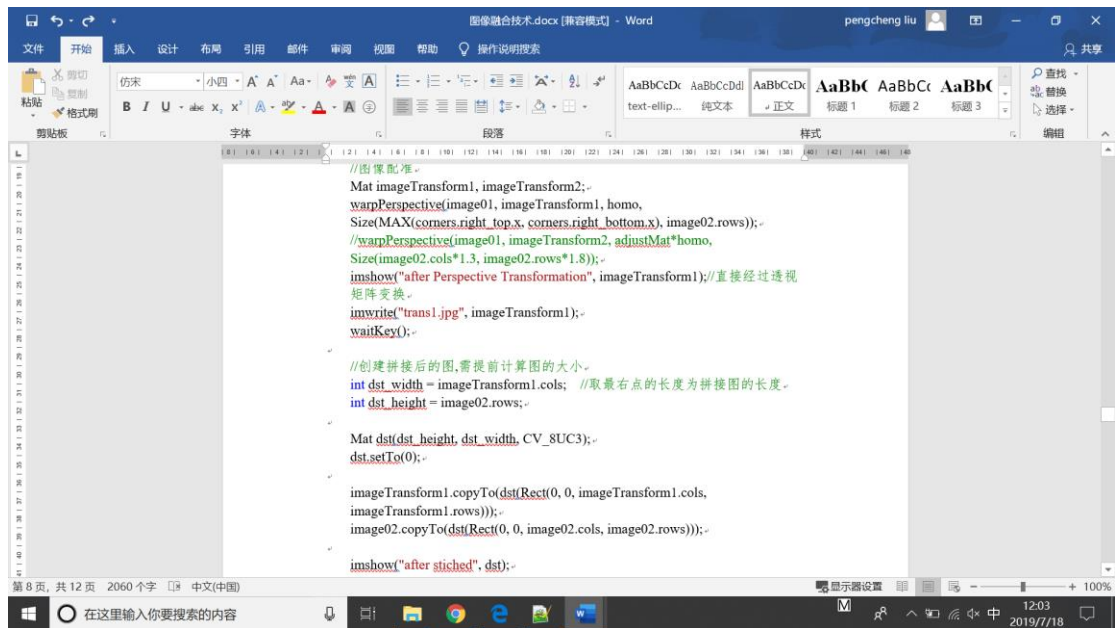 图像融合技术.docx [兼容模式] - Word
pengcheng liu
文件 开始 插入 设计 布局 引用 邮件 审阅 视图 帮助 操作说明搜索 共享
粘贴 剪切 复制 格式刷
仿宋 小四
AaBbCcDc AaBbCcDdl AaBbCcDc AaBb( AaBbC( AaBb(
text-ellip... 纯文本 正文 标题 1 标题 2 标题 3
查找 替换 选择
剪贴板 字体 段落 样式 编辑
//图像配准
Mat imageTransform1, imageTransform2;
warpPerspective(image01, imageTransform1, homo,
Size(MAX(corners.right_top.x, corners.right_bottom.x), image02.rows));
//warpPerspective(image01, imageTransform2, adjustMat*homo,
Size(image02.cols*1.3, image02.rows*1.8));
imshow("after Perspective Transformation", imageTransform1);//直接经过透视
矩阵变换
imwrite("trans1.jpg", imageTransform1);
waitKey();
//创建拼接后的图,需提前计算图的大小
int dst_width = imageTransform1.cols; //取最右点的长度为拼接图的长度
int dst_height = image02.rows;
Mat dst(dst_height, dst_width, CV_8UC3);
dst.setTo(0);
imageTransform1.copyTo(dst(Rect(0, 0, imageTransform1.cols,
imageTransform1.rows)));
image02.copyTo(dst(Rect(0, 0, image02.cols, image02.rows)));
imshow("after stiched", dst);
第 8 页, 共 12 页 2060 个字 中文(中国) 显示器设置 100%
在这里输入你要搜索的内容 中 12:03
2019/7/18